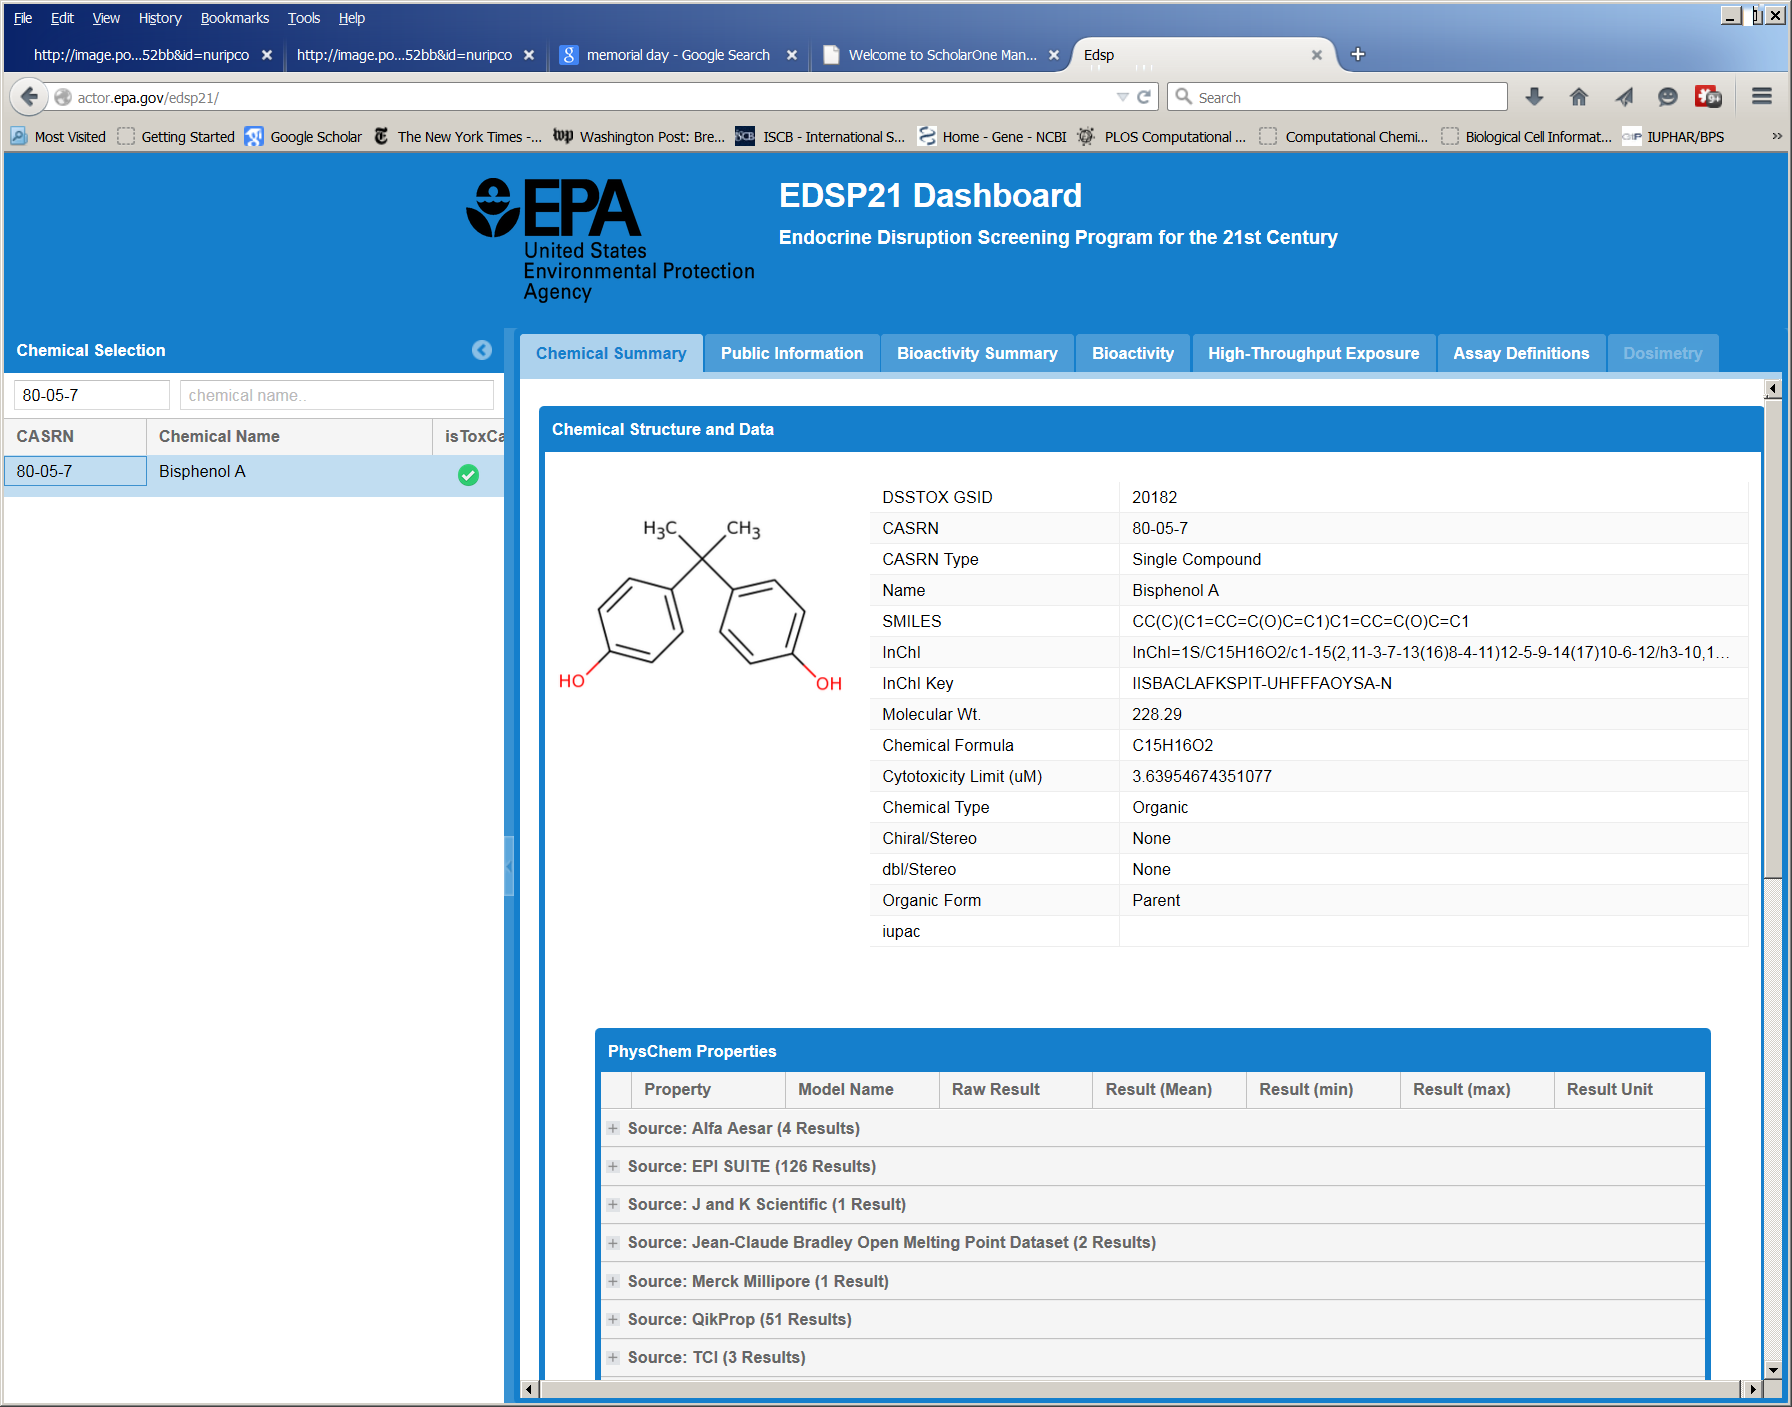 File Edit View History Bookmarks Tools Help
http://image.po...52bb&id=nuripco http://image.po...52bb&id=nuripco memorial day - Google Search Welcome to ScholarOne Man... Edsp
actor.epa.gov/edsp21/ Search 9+
Most Visited Getting Started Google Scholar The New York Times -... wp Washington Post: Bre... ISCB ISCB - International S... Home - Gene - NCBI PLOS Computational ... Computational Chemi... Biological Cell Informat... IUPHAR/BPS
EPA
United States
Environmental Protection
Agency
EDSP21 Dashboard
Endocrine Disruption Screening Program for the 21st Century
Chemical Selection
80-05-7 chemical name..
CASRN Chemical Name isToxCa
80-05-7 Bisphenol A
Chemical Summary Public Information Bioactivity Summary Bioactivity High-Throughput Exposure Assay Definitions Dosimetry
Chemical Structure and Data
H3C CH3
HO OH
DSSTOX GSID 20182
CASRN 80-05-7
CASRN Type Single Compound
Name Bisphenol A
SMILES CC(C)(C1=CC=C(O)C=C1)C1=CC=C(O)C=C1
InChI InChI=1S/C15H16O2/c1-15(2,11-3-7-13(16)8-4-11)12-5-9-14(17)10-6-12/h3-10,1...
InChI Key IISBACLAFKSPIT-UHFFFAOYSA-N
Molecular Wt. 228.29
Chemical Formula C15H16O2
Cytotoxicity Limit (uM) 3.63954674351077
Chemical Type Organic
Chiral/Stereo None
dbl/Stereo None
Organic Form Parent
iupac
PhysChem Properties
Property Model Name Raw Result Result (Mean) Result (min) Result (max) Result Unit
Source: Alfa Aesar (4 Results)
Source: EPI SUITE (126 Results)
Source: J and K Scientific (1 Result)
Source: Jean-Claude Bradley Open Melting Point Dataset (2 Results)
Source: Merck Millipore (1 Result)
Source: QikProp (51 Results)
Source: TCI (3 Results)